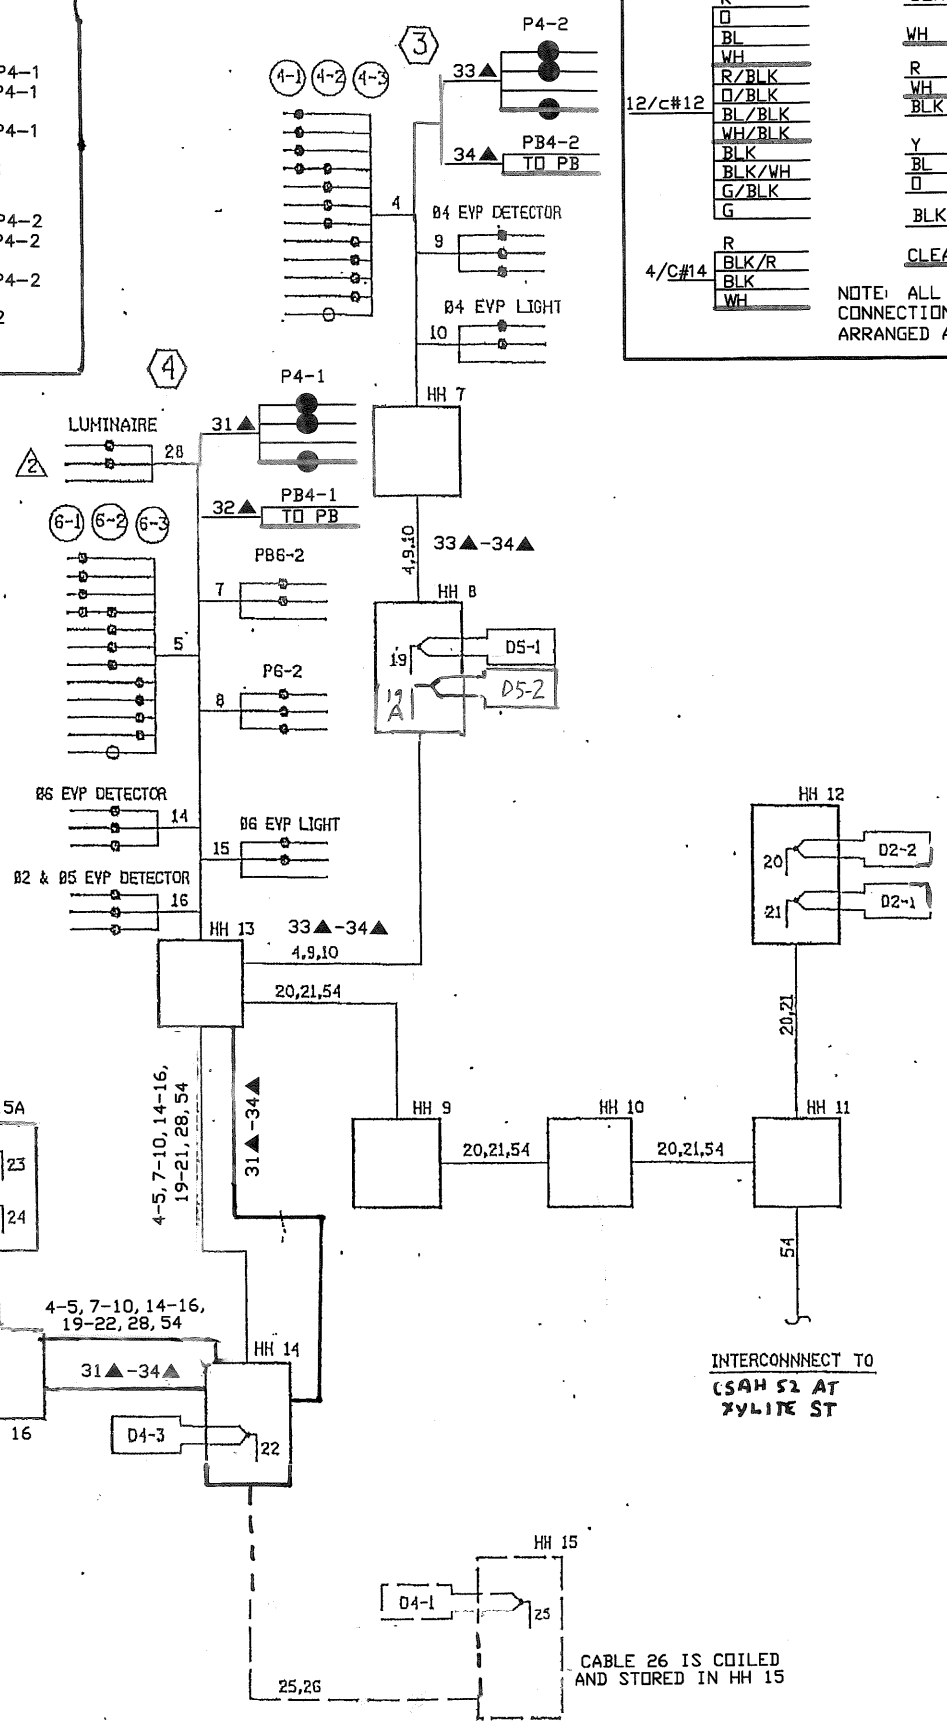 P4-1
P4-1
P4-1
P4-2
P4-2
P4-2
2
3
P4-2
4-1 4-2 4-3
33▲
34▲
PB4-2
TO PB
4
Ø4 EVP DETECTOR
9
Ø4 EVP LIGHT
10
HH 7
O
BL
WH
R/BLK
O/BLK
BL/BLK
WH/BLK
BLK
BLK/WH
G/BLK
G
12/c#12
R
BLK/R
BLK
WH
4/C#14
WH
R
WH
BLK
Y
BL
O
BLK
CLEA
NOTE: ALL
CONNECTION
ARRANGED A
4
P4-1
LUMINAIRE
28
2
31▲
32▲
PB4-1
TO PB
6-1 6-2 6-3
PB6-2
7
5
P6-2
8
4,9,10
33▲-34▲
HH 8
19
D5-1
19
A
D5-2
Ø6 EVP DETECTOR
14
Ø6 EVP LIGHT
15
Ø2 & Ø5 EVP DETECTOR
16
HH 13
33▲-34▲
4,9,10
20,21,54
HH 12
20
D2-2
21
D2-1
20,21
4-5, 7-10, 14-16,
19-21, 28, 54
31▲-34▲
HH 9
20,21,54
HH 10
20,21,54
HH 11
54
INTERCONNNECT TO
CSAH 52 AT
XYLITE ST
5A
23
24
4-5, 7-10, 14-16,
19-22, 28, 54
31▲-34▲
16
HH 14
D4-3
22
HH 15
D4-1
25
25,26
CABLE 26 IS COILED
AND STORED IN HH 15